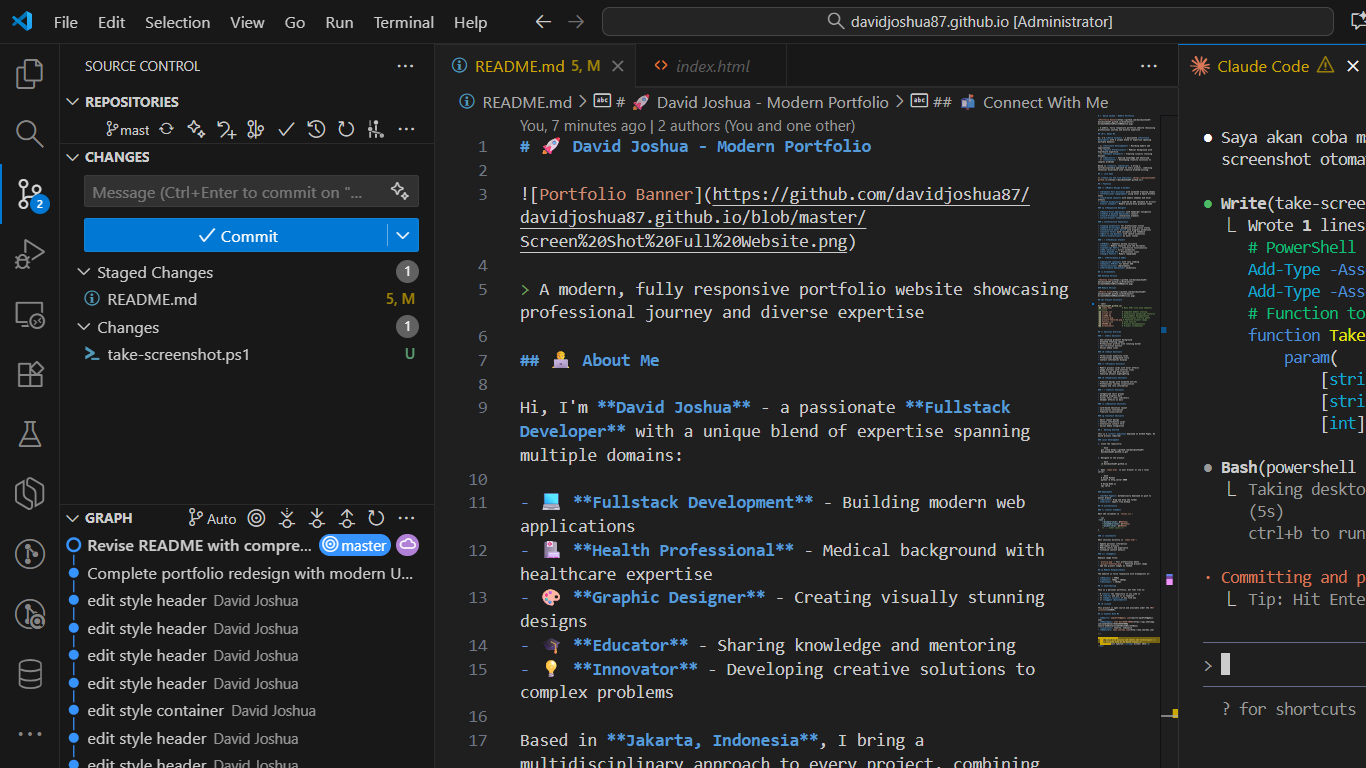 File Edit Selection View Go Run Terminal Help
davidjoshua87.github.io [Administrator]
SOURCE CONTROL
REPOSITORIES
mast
CHANGES
Message (Ctrl+Enter to commit on "...
Commit
Staged Changes 1
README.md 5, M
Changes 1
take-screenshot.ps1 U
2
GRAPH Auto
Revise README with compre... master
Complete portfolio redesign with modern U...
edit style header David Joshua
edit style header David Joshua
edit style header David Joshua
edit style header David Joshua
edit style container David Joshua
edit style header David Joshua
edit style header David Joshua
README.md 5, M
index.html
README.md > # 🚀 David Joshua - Modern Portfolio > ## 📬 Connect With Me
You, 7 minutes ago | 2 authors (You and one other)
1 # 🚀 David Joshua - Modern Portfolio
2
3 ![Portfolio Banner](https://github.com/davidjoshua87/
davidjoshua87.github.io/blob/master/
Screen%20Shot%20Full%20Website.png)
4
5 > A modern, fully responsive portfolio website showcasing
professional journey and diverse expertise
6
7 ## 👨‍💻 About Me
8
9 Hi, I'm **David Joshua** - a passionate **Fullstack
Developer** with a unique blend of expertise spanning
multiple domains:
10
11 - 💻 **Fullstack Development** - Building modern web
applications
12 - 🏥 **Health Professional** - Medical background with
healthcare expertise
13 - 🎨 **Graphic Designer** - Creating visually stunning
designs
14 - 🎓 **Educator** - Sharing knowledge and mentoring
15 - 💡 **Innovator** - Developing creative solutions to
complex problems
16
17 Based in **Jakarta, Indonesia**, I bring a
multidisciplinary approach to every project, combining
Claude Code
Saya akan coba m
screenshot otoma
Write(take-scree
Wrote 1 lines
# PowerShell
Add-Type -Ass
Add-Type -Ass
# Function to
function Take
param(
[stri
[stri
[int]
Bash(powershell
Taking deskto
(5s)
ctrl+b to run
· Committing and p
Tip: Hit Ente
>
? for shortcuts